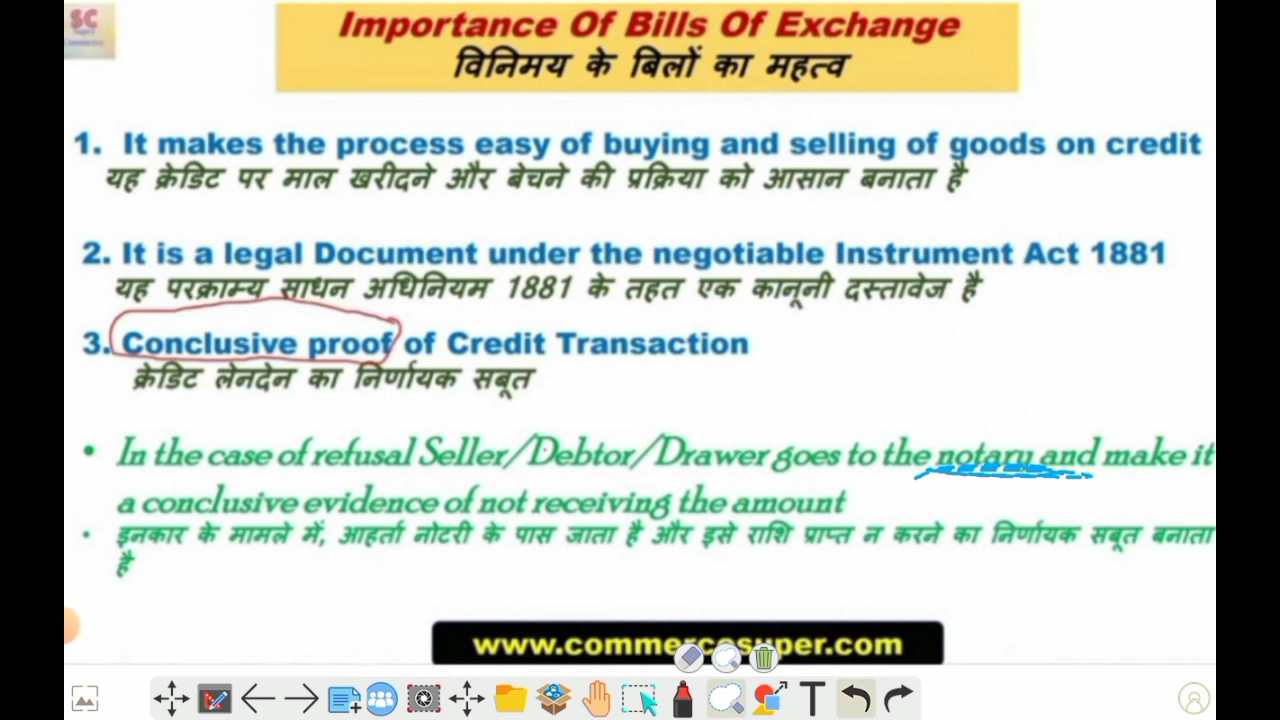 SC
Super
Commerce
Importance Of Bills Of Exchange
विनिमय के बिलों का महत्व
1. It makes the process easy of buying and selling of goods on credit
यह क्रेडिट पर माल खरीदने और बेचने की प्रक्रिया को आसान बनाता है
2. It is a legal Document under the negotiable Instrument Act 1881
यह परक्राम्य साधन अधिनियम 1881 के तहत एक कानूनी दस्तावेज है
3. Conclusive proof of Credit Transaction
क्रेडिट लेनदेन का निर्णायक सबूत
• In the case of refusal Seller/Debtor/Drawer goes to the notary and make it
a conclusive evidence of not receiving the amount
• इनकार के मामले में, आहर्ता नोटरी के पास जाता है और इसे राशि प्राप्त न करने का निर्णायक सबूत बनाता
है
www.commercesuper.com